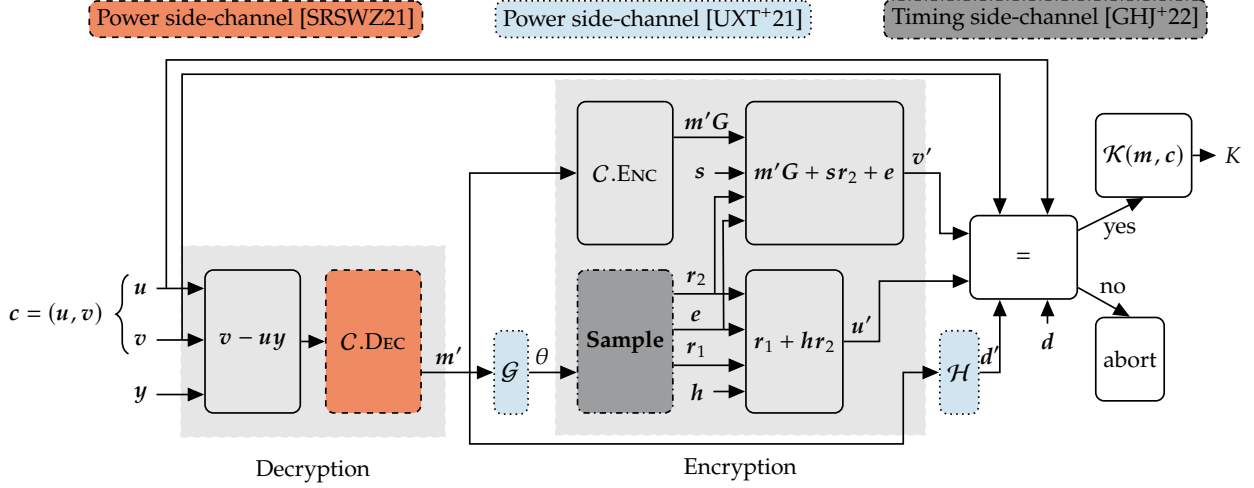 Power side-channel [SRSWZ21]
Power side-channel [UXT⁺21]
Timing side-channel [GHJ⁺22]
c = (u, v)
u
v
y
v − uy
C.DEC
m′
G
θ
Decryption
C.ENC
m′G
s
m′G + sr₂ + e
v′
Sample
r₂
e
r₁
h
r₁ + hr₂
u′
Encryption
H
d′
=
d
yes
no
K(m, c)
K
abort